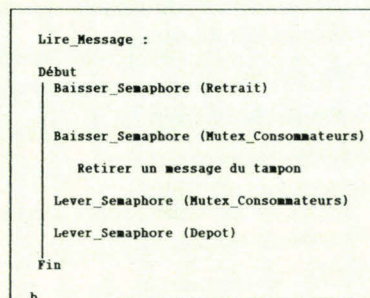 Lire_Message :
Début
Baisser_Semaphore (Retrait)
Baisser_Semaphore (Mutex_Consommateurs)
Retirer un message du tampon
Lever_Semaphore (Mutex_Consommateurs)
Lever_Semaphore (Depot)
Fin